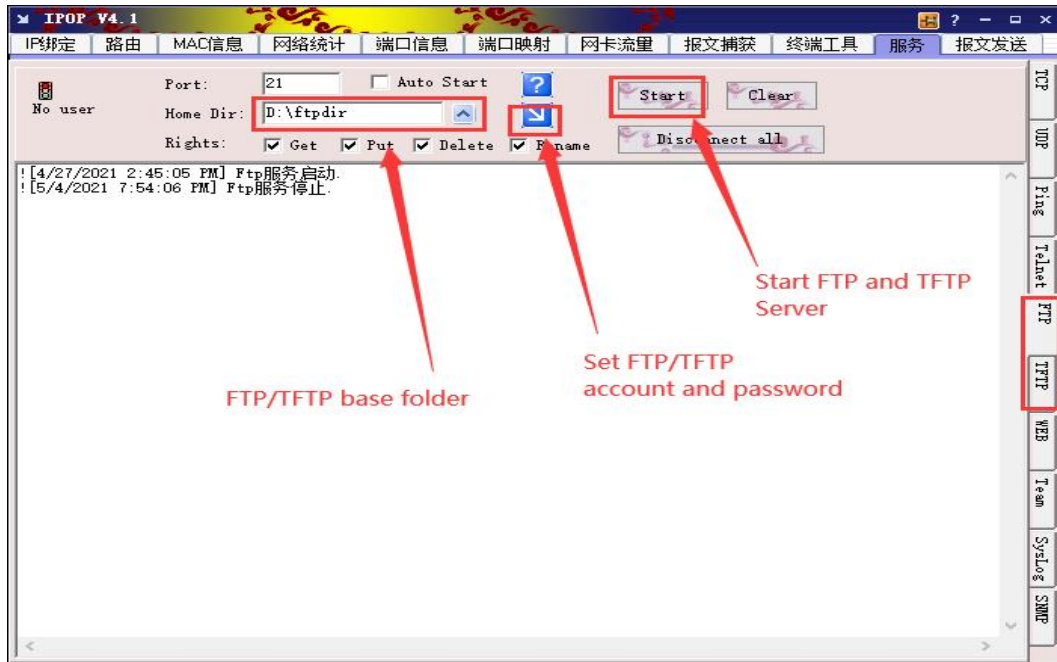 IPOP V4.1
? － □ ×
IP绑定 路由 MAC信息 网络统计 端口信息 端口映射 网卡流量 报文捕获 终端工具 服务 报文发送
No user
Port: 21 Auto Start ?
Home Dir: D:\ftpdir
Rights: Get Put Delete Rename
Start Clear
Disconnect all
![4/27/2021 2:45:05 PM] Ftp服务启动.
![5/4/2021 7:54:06 PM] Ftp服务停止.
Start FTP and TFTP
Server
Set FTP/TFTP
account and password
FTP/TFTP base folder
TCP
UDP
Ping
Telnet
FTP
TFTP
WEB
Team
SysLog
SNMP